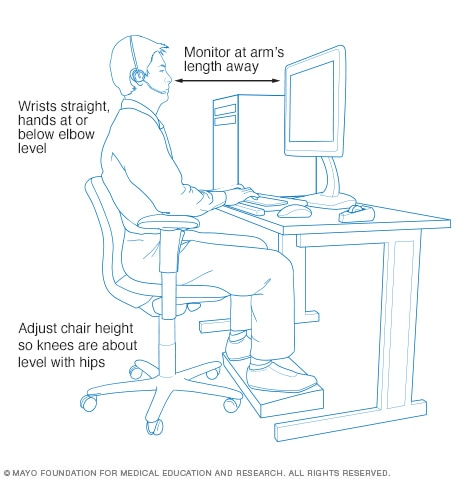 Monitor at arm's
length away
Wrists straight,
hands at or
below elbow
level
Adjust chair height
so knees are about
level with hips
© MAYO FOUNDATION FOR MEDICAL EDUCATION AND RESEARCH. ALL RIGHTS RESERVED.